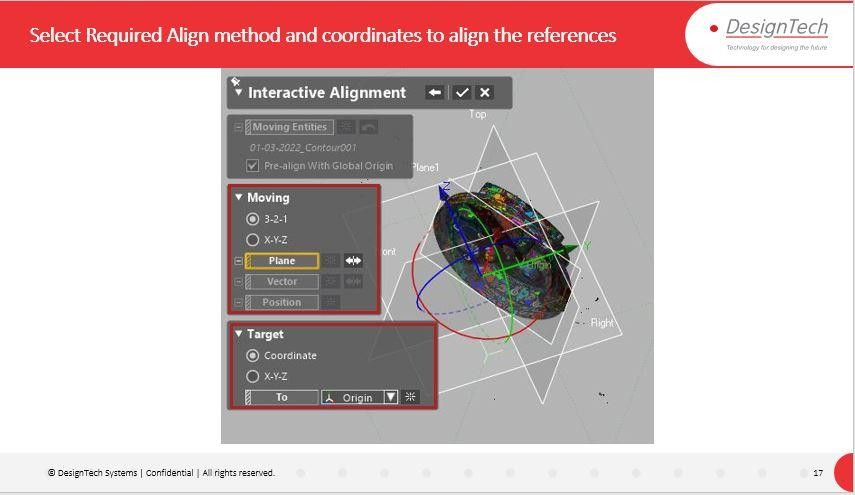 Select Required Align method and coordinates to align the references
DesignTech
Technology for designing the future
Interactive Alignment
Moving Entities
01-03-2022_Contour001
Pre-align With Global Origin
Moving
3-2-1
X-Y-Z
Plane
Vector
Position
Target
Coordinate
X-Y-Z
To
Origin
Top
Plane1
ont
Z
Y
Origin
Right
© DesignTech Systems | Confidential | All rights reserved.
17